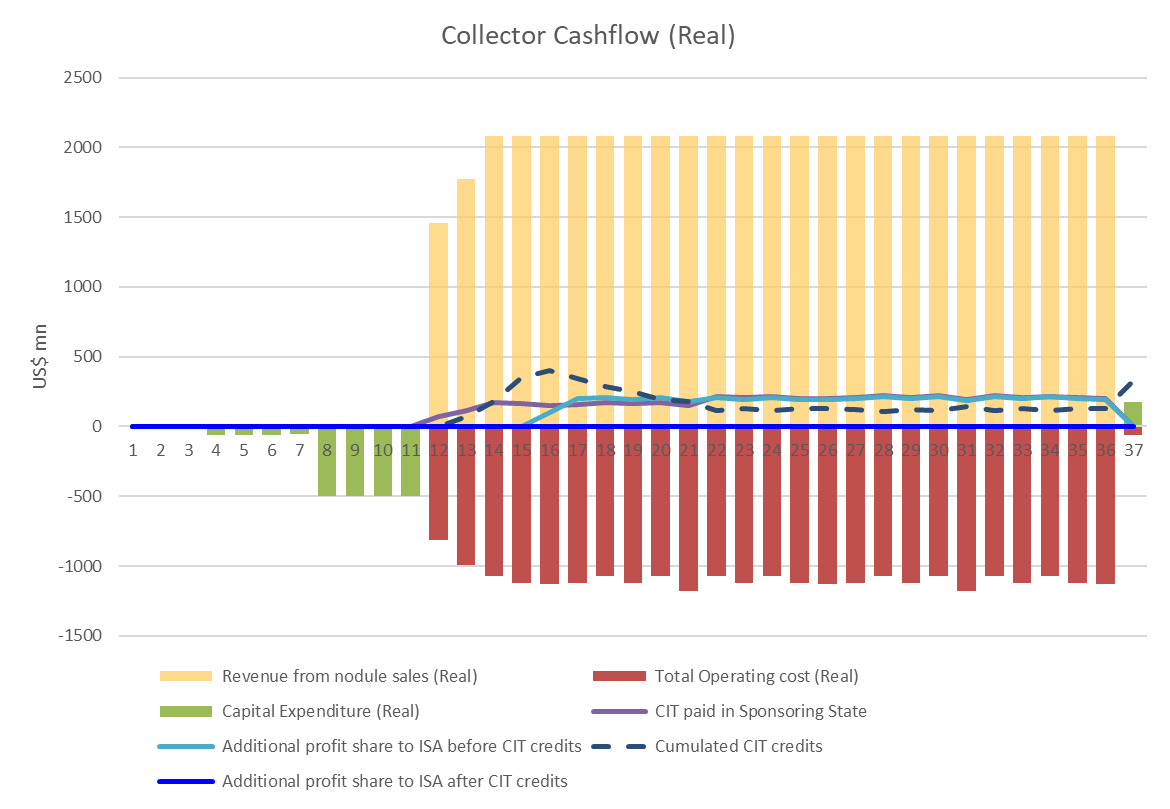 Collector Cashflow (Real)
2500
2000
1500
1000
500
0
-500
-1000
-1500
US$ mn
1 2 3 4 5 6 7 8 9 10 11 12 13 14 15 16 17 18 19 20 21 22 23 24 25 26 27 28 29 30 31 32 33 34 35 36 37
Revenue from nodule sales (Real) Total Operating cost (Real)
Capital Expenditure (Real) CIT paid in Sponsoring State
Additional profit share to ISA before CIT credits Cumulated CIT credits
Additional profit share to ISA after CIT credits